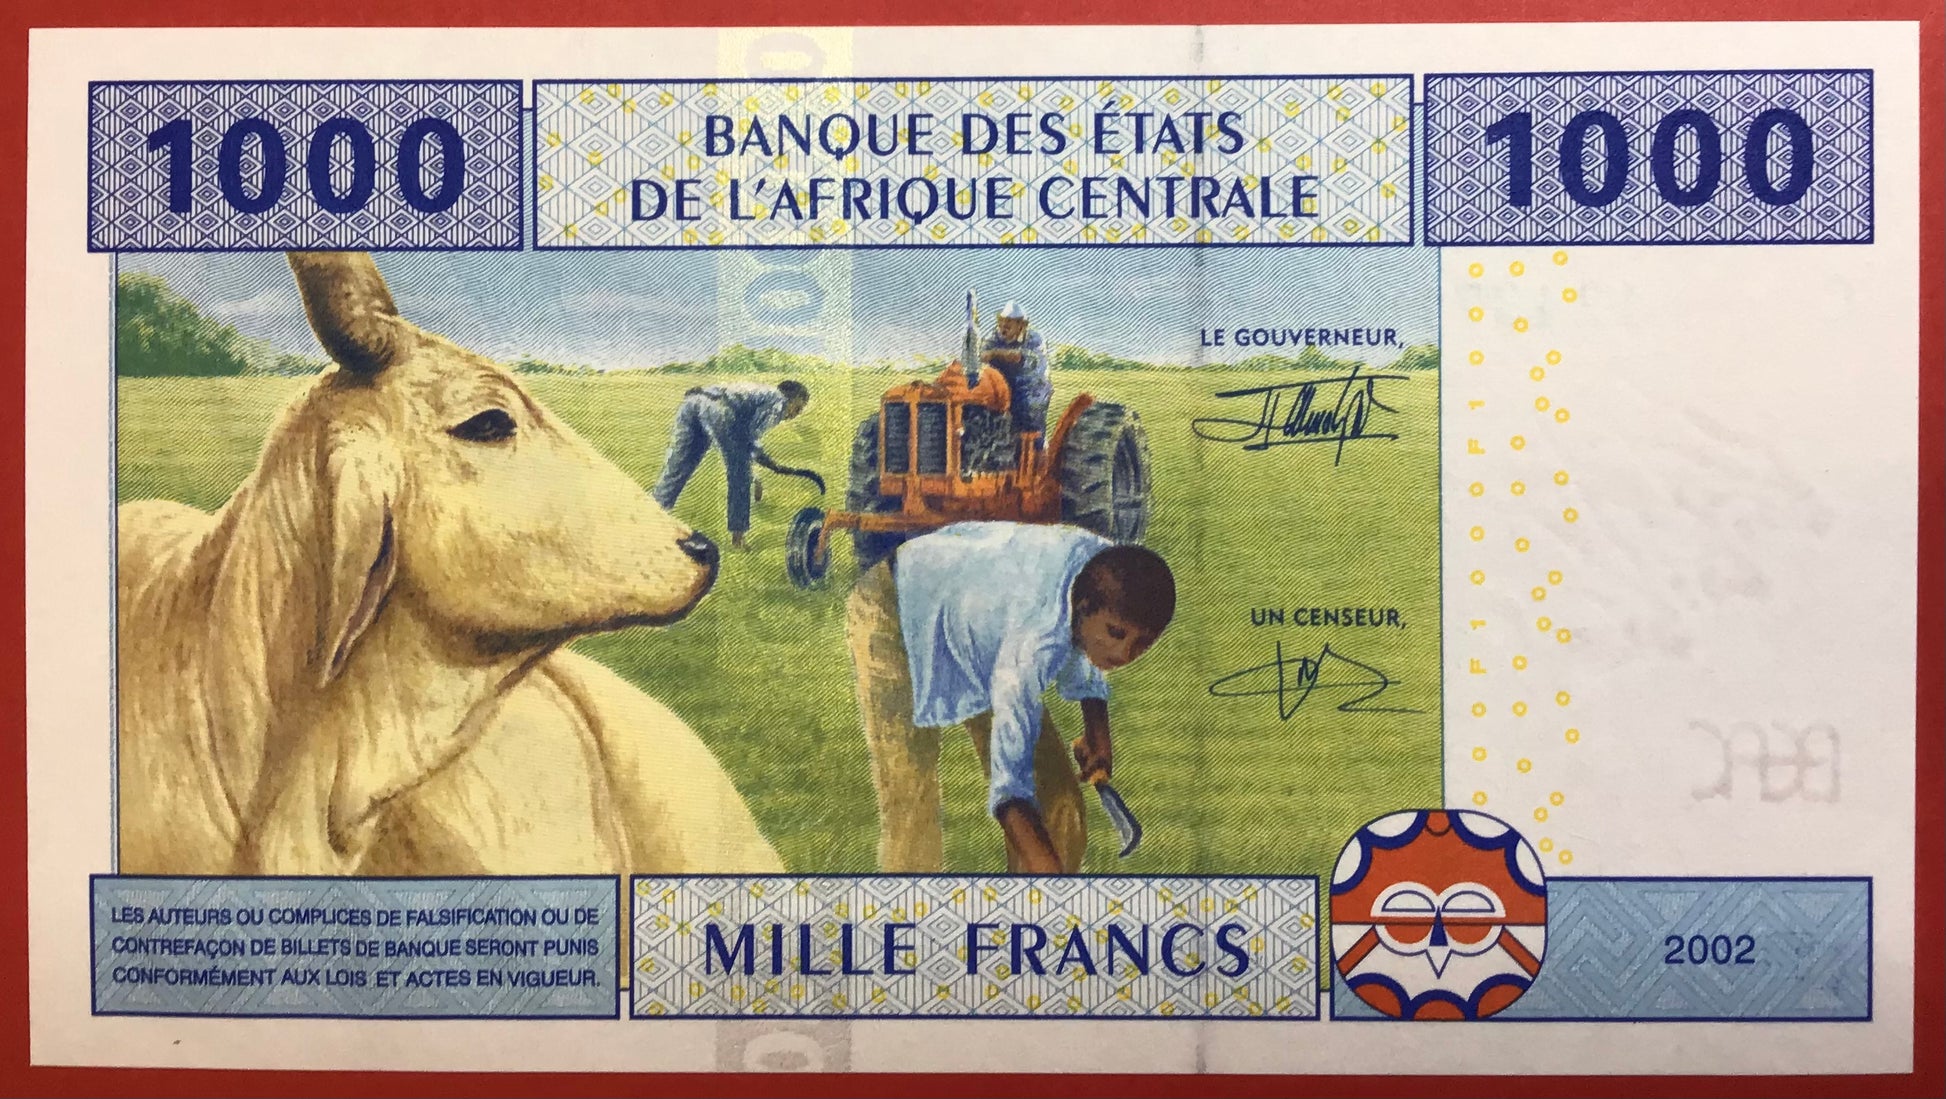 1000
BANQUE DES ÉTATS
DE L'AFRIQUE CENTRALE
1000
LE GOUVERNEUR,
UN CENSEUR,
LES AUTEURS OU COMPLICES DE FALSIFICATION OU DE
CONTREFAÇON DE BILLETS DE BANQUE SERONT PUNIS
CONFORMÉMENT AUX LOIS ET ACTES EN VIGUEUR.
MILLE FRANCS
2002